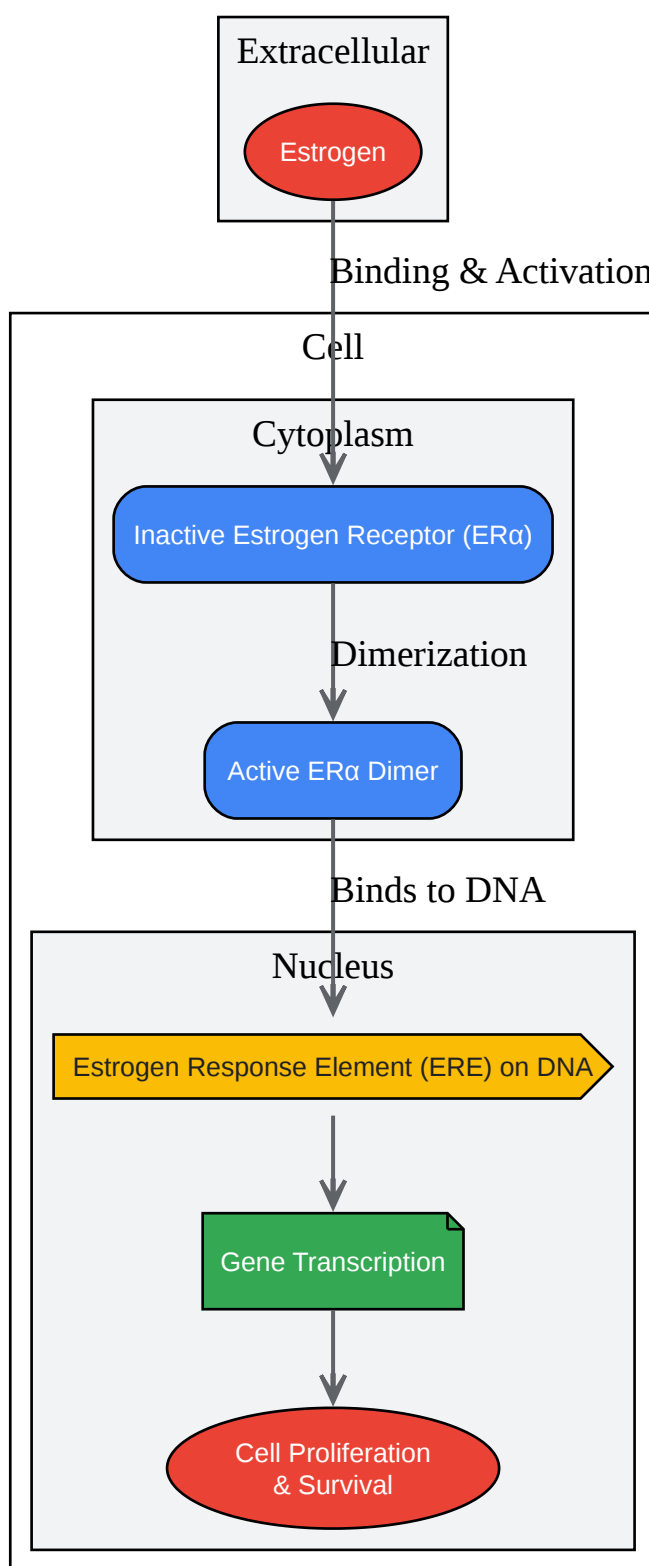 Extracellular
Estrogen
Binding & Activation
Cell
Cytoplasm
Inactive Estrogen Receptor (ERα)
Dimerization
Active ERα Dimer
Binds to DNA
Nucleus
Estrogen Response Element (ERE) on DNA
Gene Transcription
Cell Proliferation
& Survival